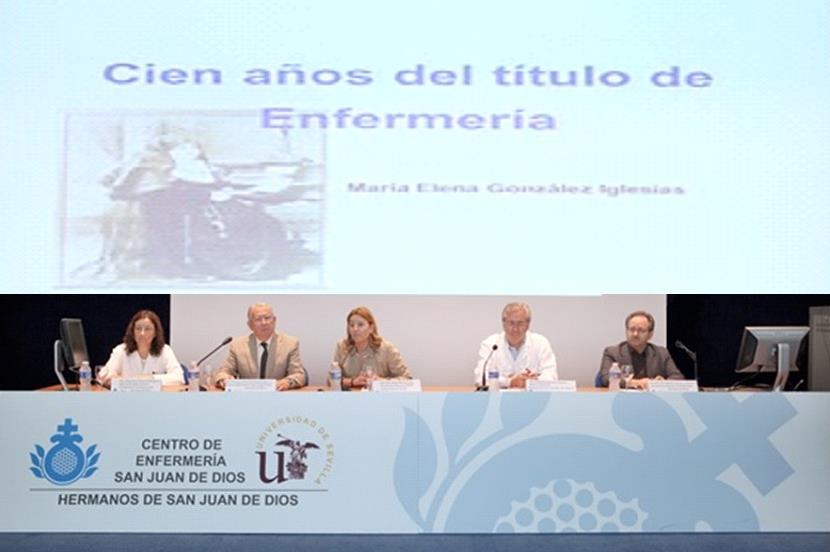 Cien años del título de
Enfermería
María Elena González Iglesias
CENTRO DE
ENFERMERÍA
SAN JUAN DE DIOS
HERMANOS DE SAN JUAN DE DIOS
UNIVERSIDAD DE SEVILLA
u